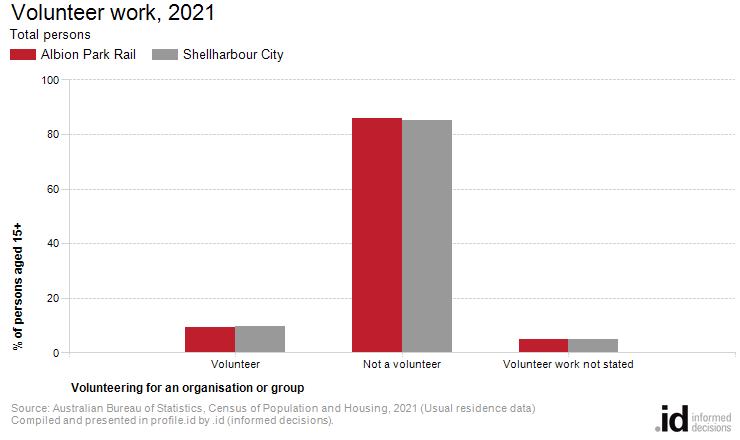 Volunteer work, 2021
Total persons
Albion Park Rail Shellharbour City
% of persons aged 15+
100
80
60
40
20
0
Volunteer Not a volunteer Volunteer work not stated
Volunteering for an organisation or group
Source: Australian Bureau of Statistics, Census of Population and Housing, 2021 (Usual residence data)
Compiled and presented in profile.id by .id (informed decisions).
.id informed
decisions